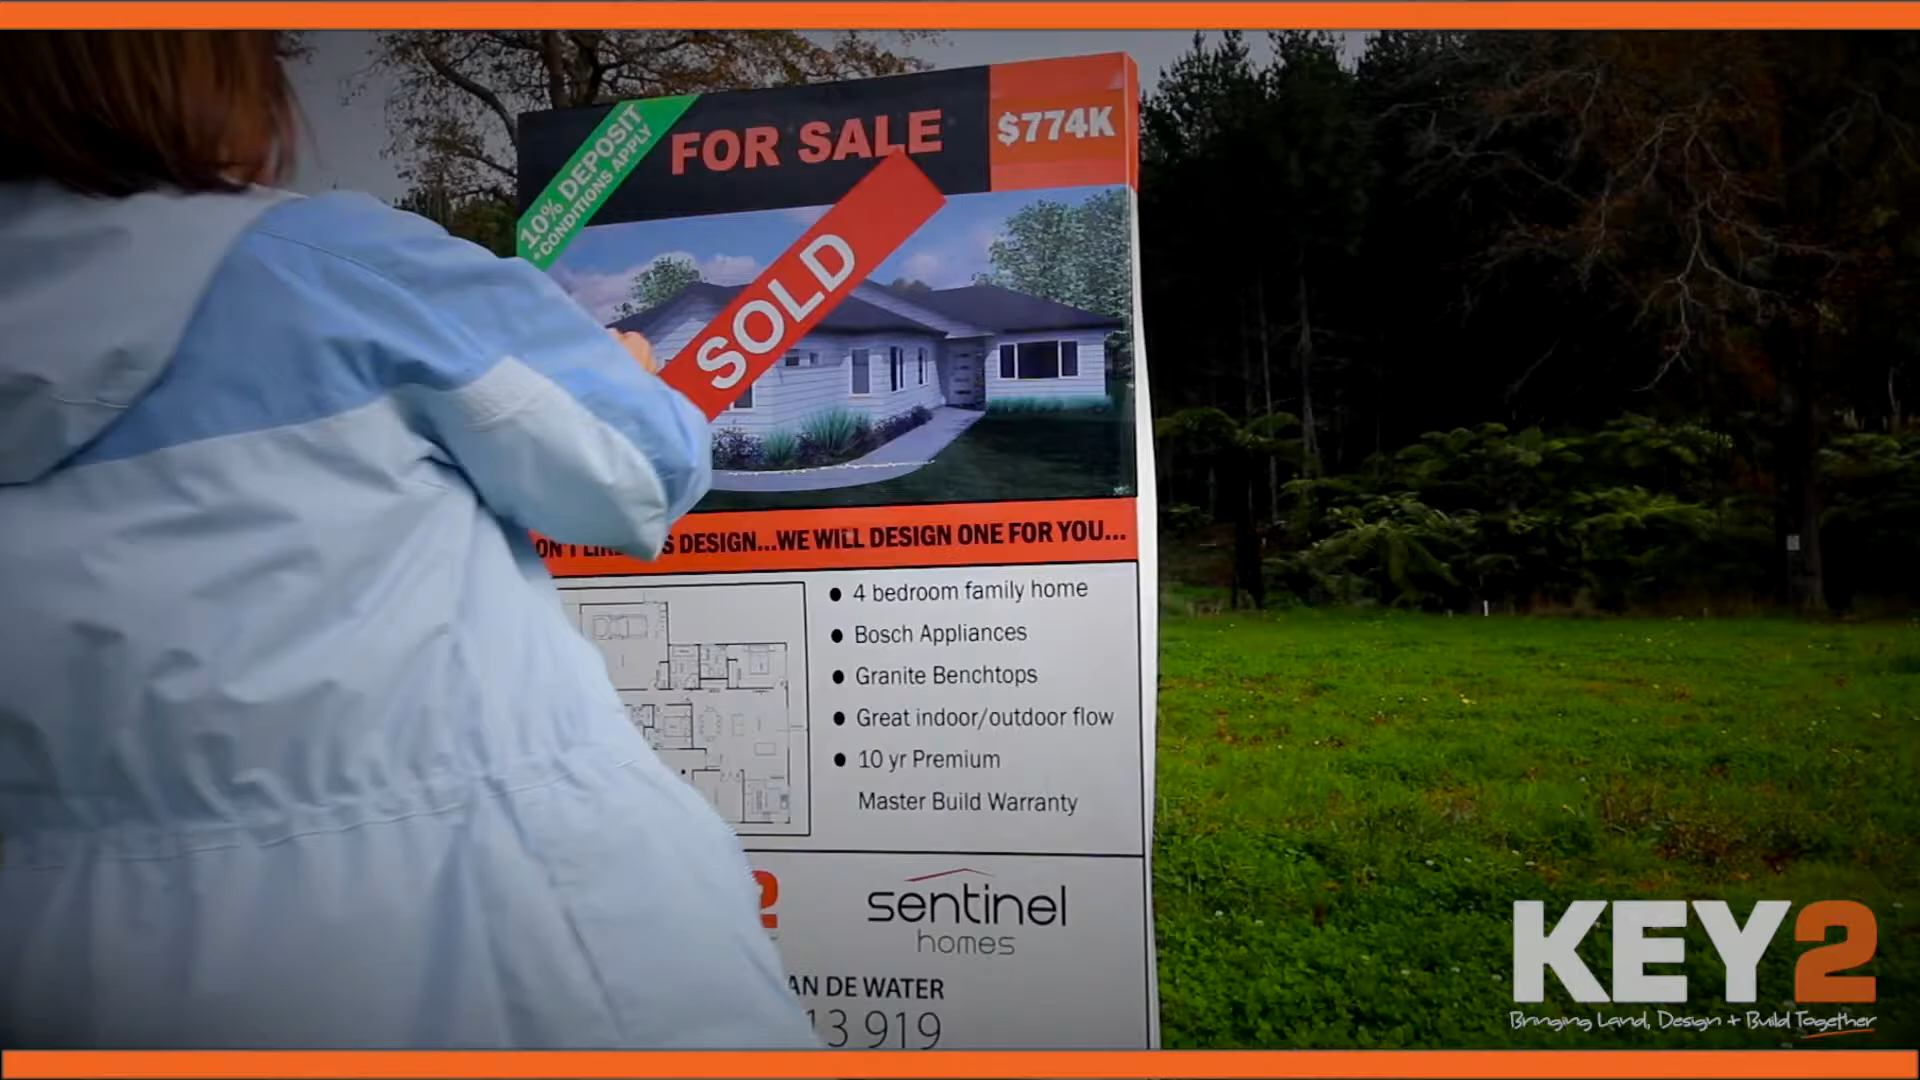 10% DEPOSIT
*CONDITIONS APPLY
FOR SALE
$774K
SOLD
DESIGN...WE WILL DESIGN ONE FOR YOU...
● 4 bedroom family home
● Bosch Appliances
● Granite Benchtops
● Great indoor/outdoor flow
● 10 yr Premium
Master Build Warranty
2
sentinel
homes
DE WATER
13 919
KEY2
Bringing Land, Design + Build Together